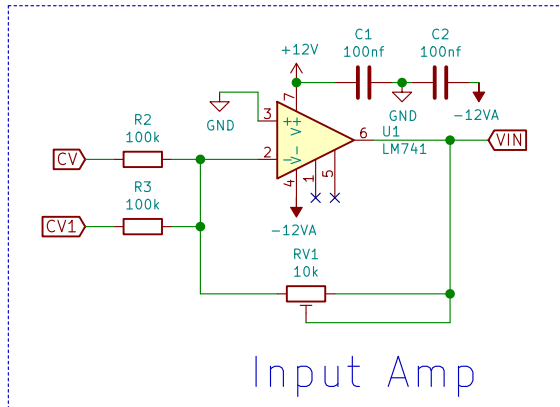 C1
100nf
C2
100nf
+12V
GND
-12VA
7
3
V+
+
GND
2
-
V-
6
U1
LM741
VIN
4
1
5
-12VA
R2
100k
CV
R3
100k
CV1
RV1
10k
Input Amp